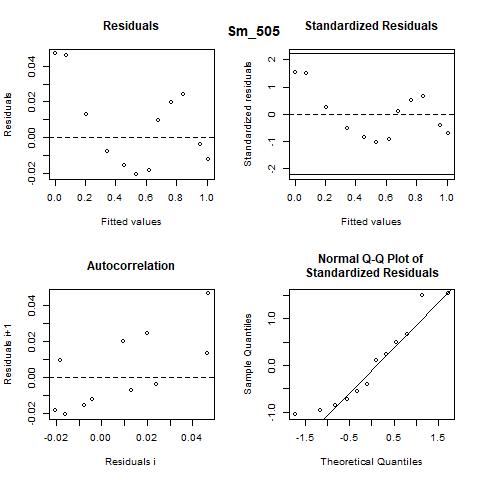 Sm_505
Residuals
Residuals
-0.02 0.00 0.02 0.04
0.0 0.2 0.4 0.6 0.8 1.0
Fitted values
Standardized Residuals
Standardized residuals
-2 -1 0 1 2
0.0 0.2 0.4 0.6 0.8 1.0
Fitted values
Autocorrelation
Residuals i+1
-0.02 0.00 0.02 0.04
-0.02 0.00 0.02 0.04
Residuals i
Normal Q-Q Plot of
Standardized Residuals
Sample Quantiles
-1.0 0.0 1.0
-1.5 -0.5 0.5 1.5
Theoretical Quantiles